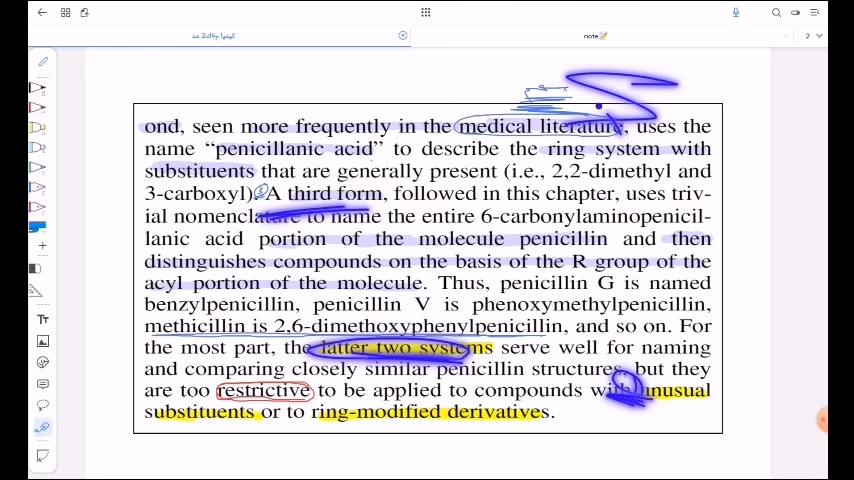 كيميا م4ك2 مد
note📝
2
ond, seen more frequently in the medical literature, uses the
name “penicillanic acid” to describe the ring system with
substituents that are generally present (i.e., 2,2-dimethyl and
3-carboxyl). A third form, followed in this chapter, uses triv-
ial nomenclature to name the entire 6-carbonylaminopenicil-
lanic acid portion of the molecule penicillin and then
distinguishes compounds on the basis of the R group of the
acyl portion of the molecule. Thus, penicillin G is named
benzylpenicillin, penicillin V is phenoxymethylpenicillin,
methicillin is 2,6-dimethoxyphenylpenicillin, and so on. For
the most part, the latter two systems serve well for naming
and comparing closely similar penicillin structures, but they
are too restrictive to be applied to compounds with unusual
substituents or to ring-modified derivatives.
Tт